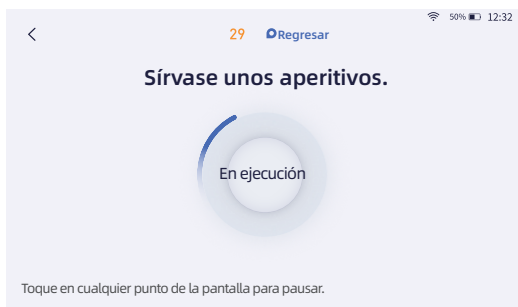 50% 12:32
29 Regresar
Sírvase unos aperitivos.
En ejecución
Toque en cualquier punto de la pantalla para pausar.